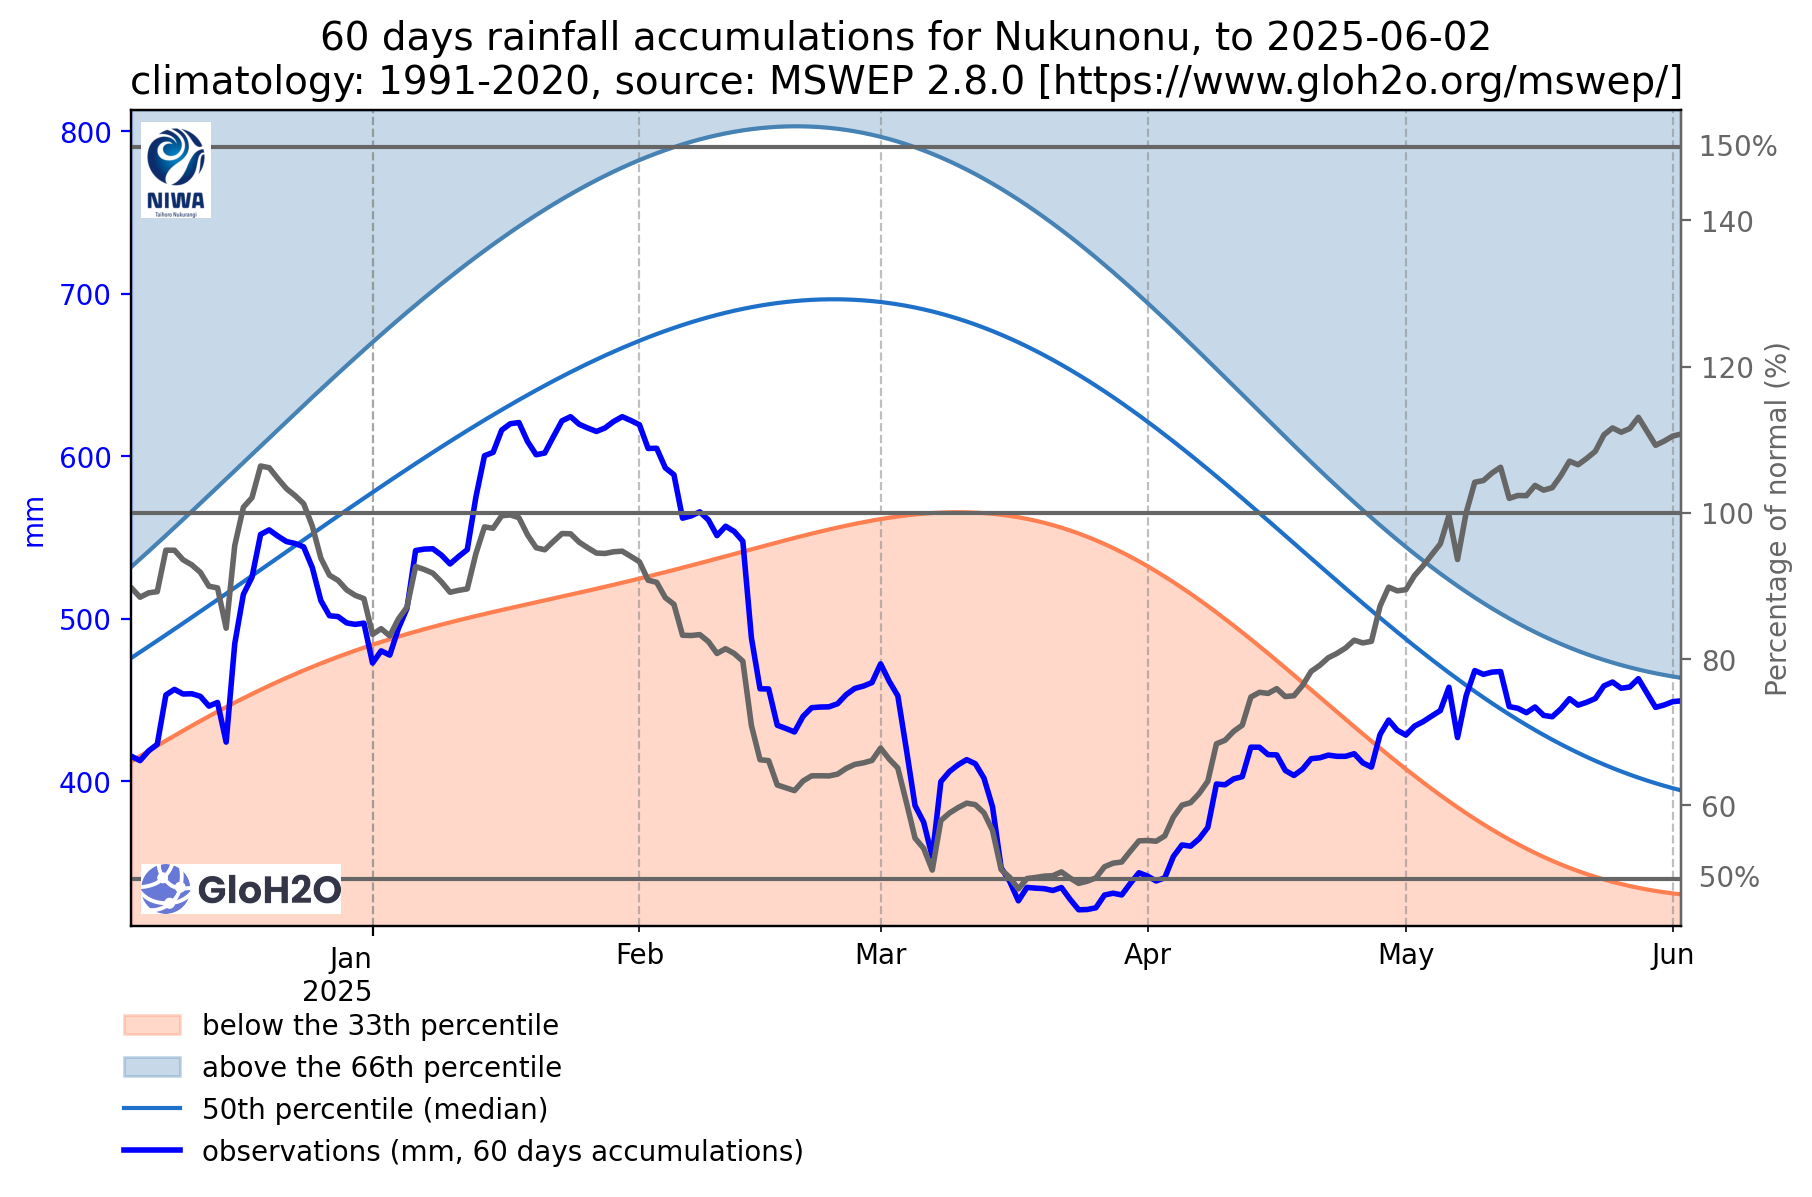 60 days rainfall accumulations for Nukunonu, to 2025-06-02
climatology: 1991-2020, source: MSWEP 2.8.0 [https://www.gloh2o.org/mswep/]
800
700
600
500
400
mm
NIWA
Taihoro Nukurangi
GloH2O
150%
140
120
100
80
60
50%
Percentage of normal (%)
Jan
2025
Feb
Mar
Apr
May
Jun
below the 33th percentile
above the 66th percentile
50th percentile (median)
observations (mm, 60 days accumulations)